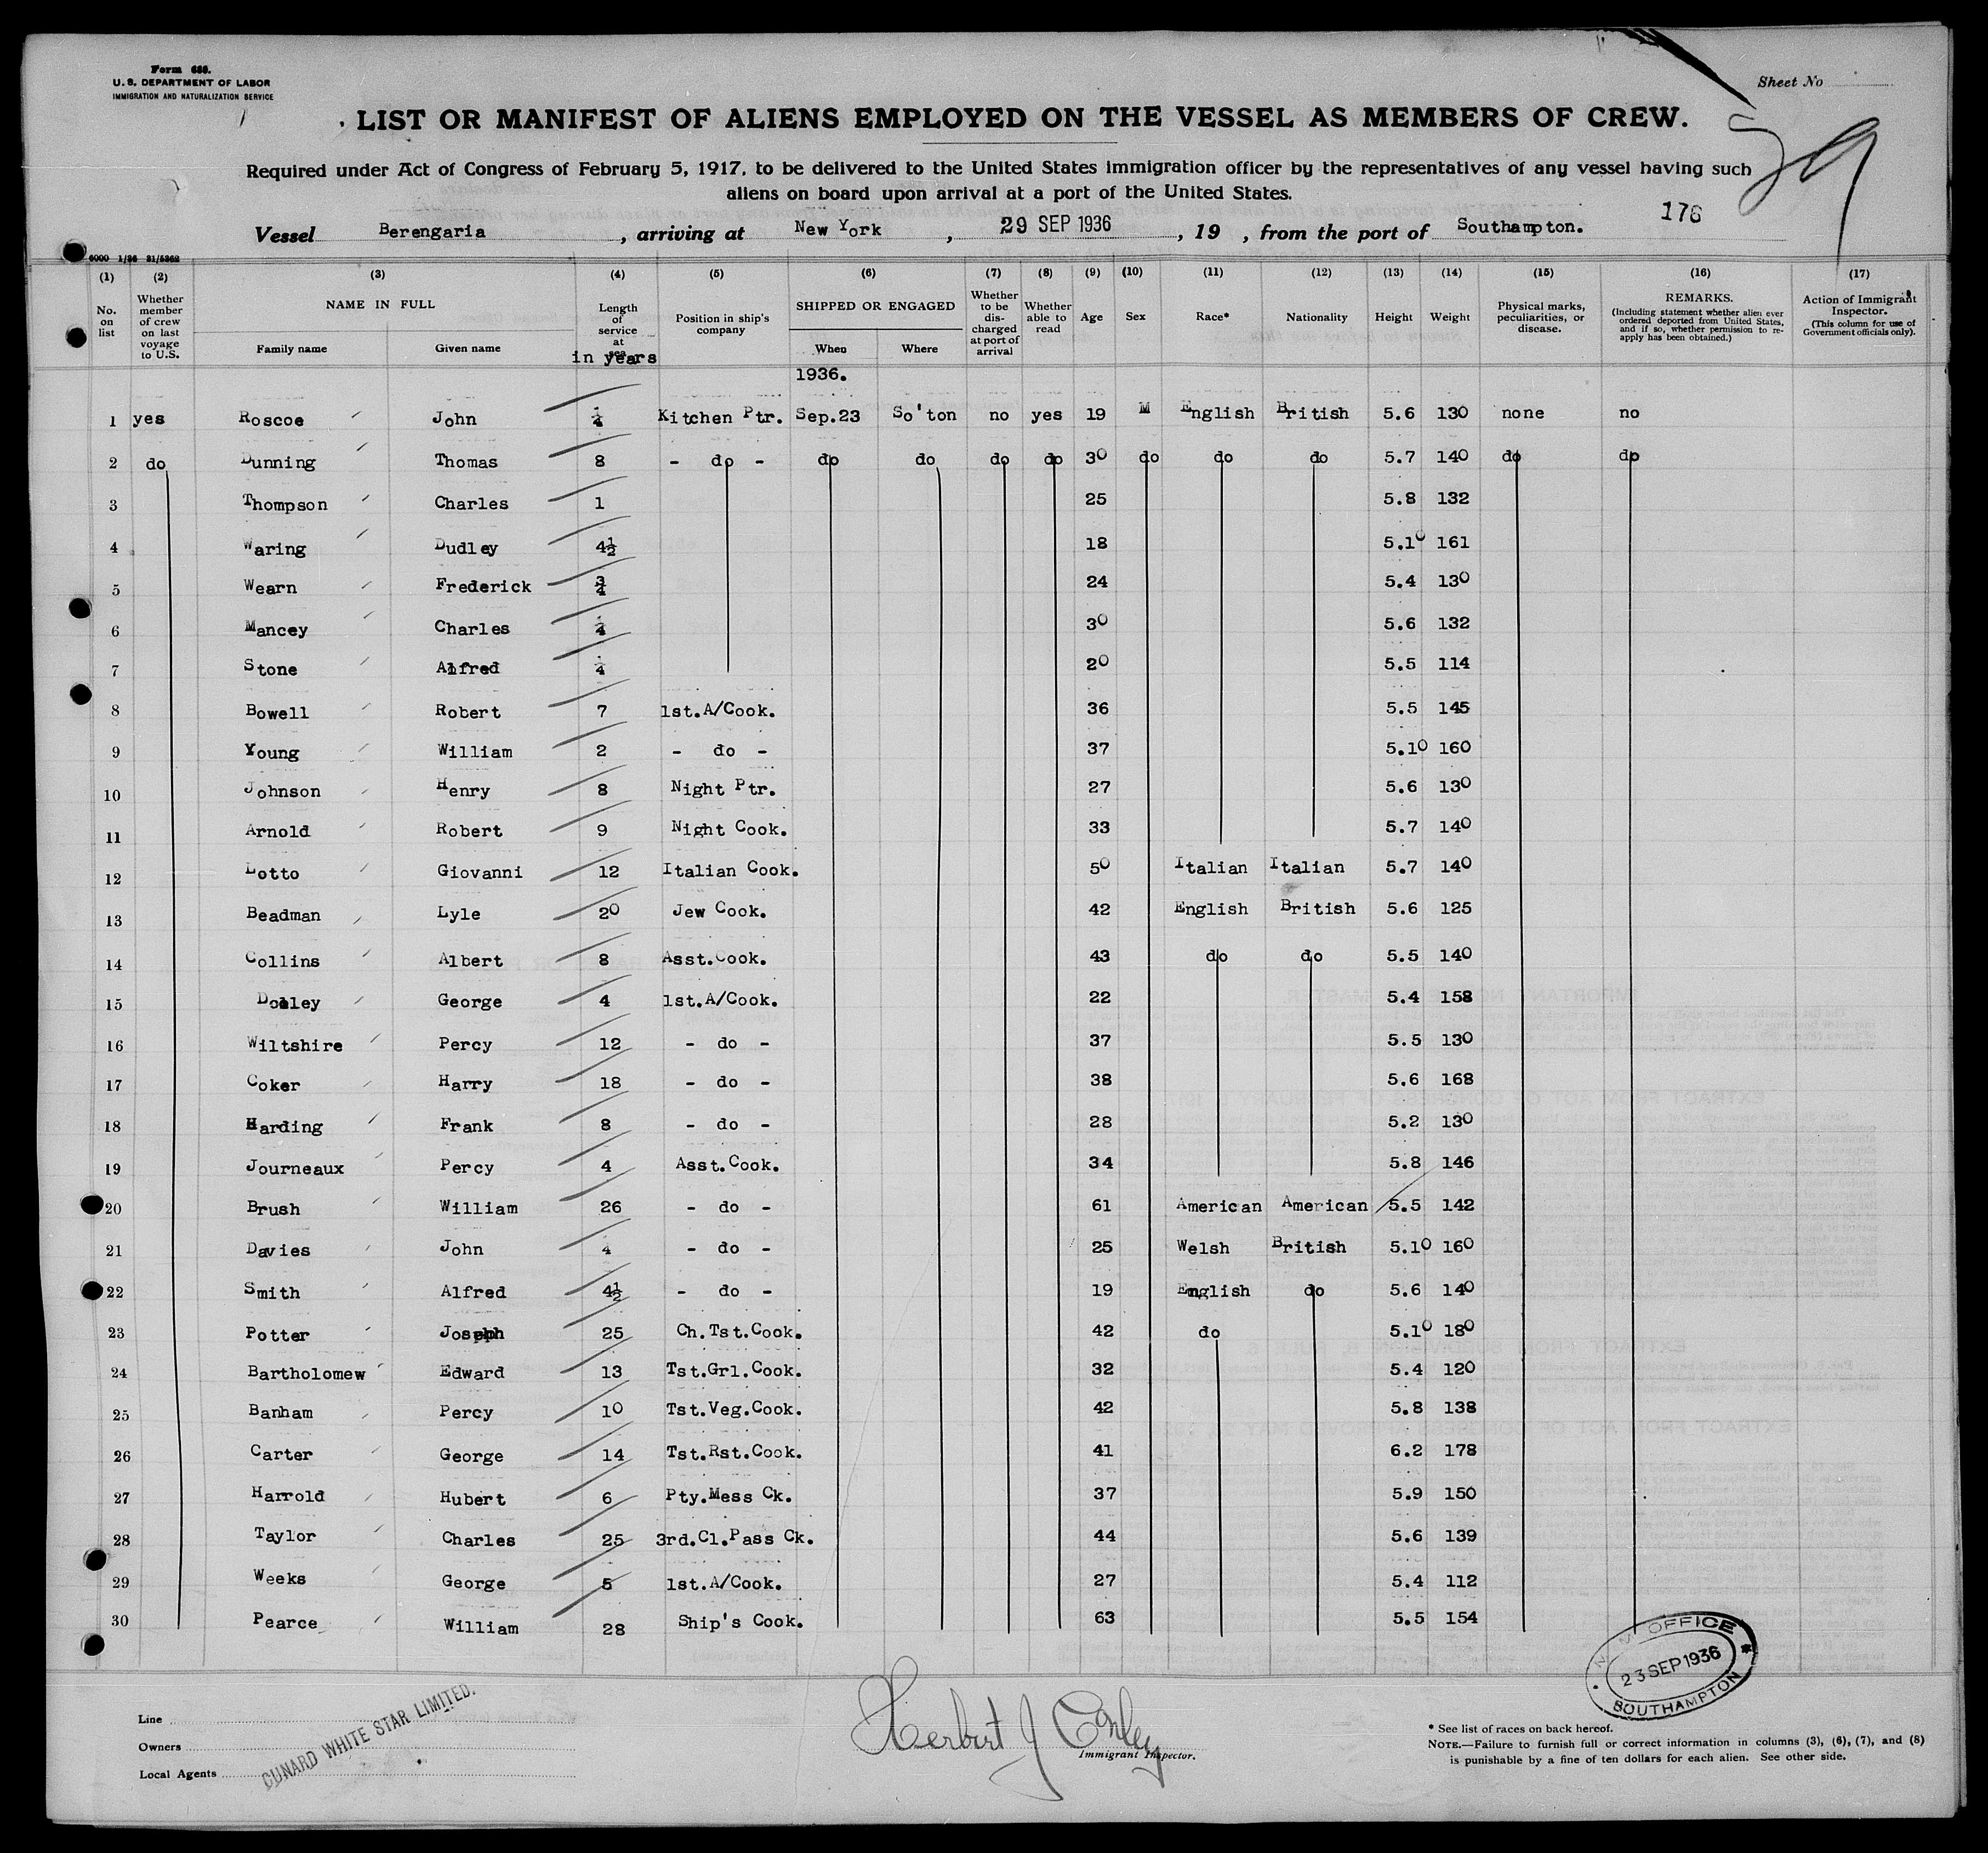 Form 680.
U. S. DEPARTMENT OF LABOR
IMMIGRATION AND NATURALIZATION SERVICE
Sheet No
LIST OR MANIFEST OF ALIENS EMPLOYED ON THE VESSEL AS MEMBERS OF CREW.
Required under Act of Congress of February 5, 1917, to be delivered to the United States immigration officer by the representatives of any vessel having such
aliens on board upon arrival at a port of the United States.
176
Vessel Berengaria, arriving at New York, 29 SEP 1936, 19 , from the port of Southampton.
6000 1/36 31/5362
(1) (2) (3) (4) (5) (6) (7) (8) (9) (10) (11) (12) (13) (14) (15) (16) (17)
No. on list
Whether member of crew on last voyage to U.S.
NAME IN FULL
Family name Given name
Length of service at sea
in years
Position in ship's company
SHIPPED OR ENGAGED
When Where
Whether to be discharged at port of arrival
Whether able to read
Age
Sex
Race*
Nationality
Height
Weight
Physical marks, peculiarities, or disease.
REMARKS.
(Including statement whether alien ever ordered deported from United States, and if so, whether permission to reapply has been obtained.)
Action of Immigrant Inspector.
(This column for use of Government officials only).
1936.
1 yes Roscoe John 1/4 Kitchen Ptr. Sep.23 So'ton no yes 19 M English British 5.6 130 none no
2 do Dunning Thomas 8 - do - do do do do 30 do do do 5.7 140 do do
3 Thompson Charles 1 25 5.8 132
4 Waring Dudley 4½ 18 5.10 161
5 Wearn Frederick ¾ 24 5.4 130
6 Mancey Charles 30 5.6 132
7 Stone Alfred ¼ 20 5.5 114
8 Bowell Robert 7 1st.A/Cook. 36 5.5 145
9 Young William 2 - do - 37 5.10 160
10 Johnson Henry 8 Night Ptr. 27 5.6 130
11 Arnold Robert 9 Night Cook. 33 5.7 140
12 Lotto Giovanni 12 Italian Cook. 50 Italian Italian 5.7 140
13 Beadman Lyle 20 Jew Cook. 42 English British 5.6 125
14 Collins Albert 8 Asst.Cook. 43 do do 5.5 140
15 George 4 1st.A/Cook. 22 5.4 158
16 Wiltshire Percy 12 - do - 37 5.5 130
17 Coker Harry 18 - do - 38 5.6 168
18 Harding Frank 8 - do - 28 5.2 130
19 Journeaux Percy 4 Asst.Cook. 34 5.8 146
20 Brush William 26 - do - 61 American American 5.5 142
21 Davies John 4 - do - 25 Welsh British 5.10 160
22 Smith Alfred 4½ - do - 19 English do 5.6 140
23 Potter Joseph 25 Ch.Tst.Cook. 42 do 5.10 180
24 Bartholomew Edward 13 Tst.Grl.Cook. 32 5.4 120
25 Banham Percy 10 Tst.Veg.Cook. 42 5.8 138
26 Carter George 14 Tst.Rst.Cook. 41 6.2 178
27 Harrold Hubert 6 Pty.Mess Ck. 37 5.9 150
28 Taylor Charles 25 3rd.Cl.Pass Ck. 44 5.6 139
29 Weeks George 5 1st.A/Cook. 27 5.4 112
30 Pearce William 28 Ship's Cook. 63 5.5 154
OFFICE
23 SEP 1936
SOUTHAMPTON
Line
Owners
Local Agents
CUNARD WHITE STAR LIMITED.
Herbert J Conley
Immigrant Inspector.
* See list of races on back hereof.
NOTE.—Failure to furnish full or correct information in columns (3), (6), (7), and (8)
is punishable by a fine of ten dollars for each alien. See other side.